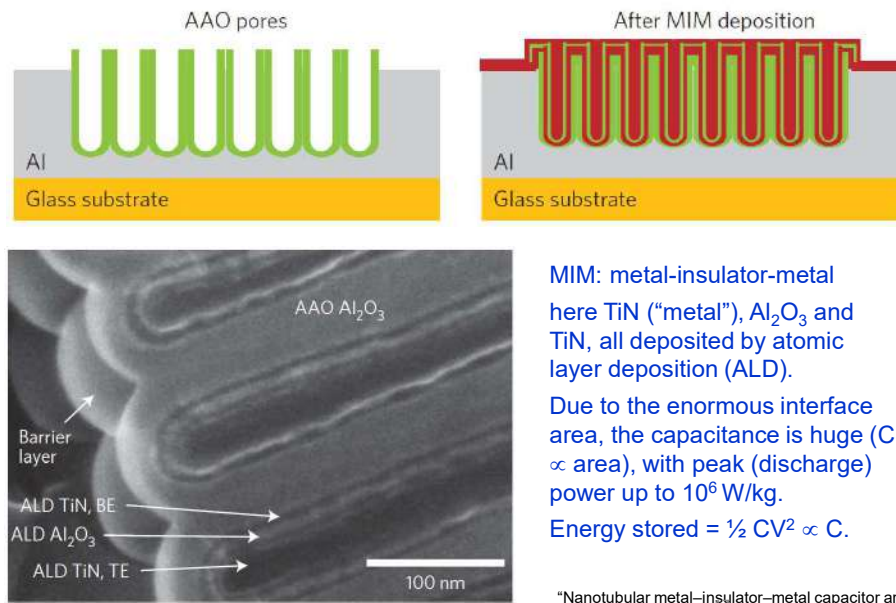 AAO pores
After MIM deposition
Al
Glass substrate
Al
Glass substrate
AAO Al₂O₃
Barrier
layer
ALD TiN, BE
ALD Al₂O₃
ALD TiN, TE
100 nm
MIM: metal-insulator-metal
here TiN (“metal”), Al₂O₃ and
TiN, all deposited by atomic
layer deposition (ALD).
Due to the enormous interface
area, the capacitance is huge (C
∝ area), with peak (discharge)
power up to 10⁶ W/kg.
Energy stored = ½ CV² ∝ C.
“Nanotubular metal–insulator–metal capacitor